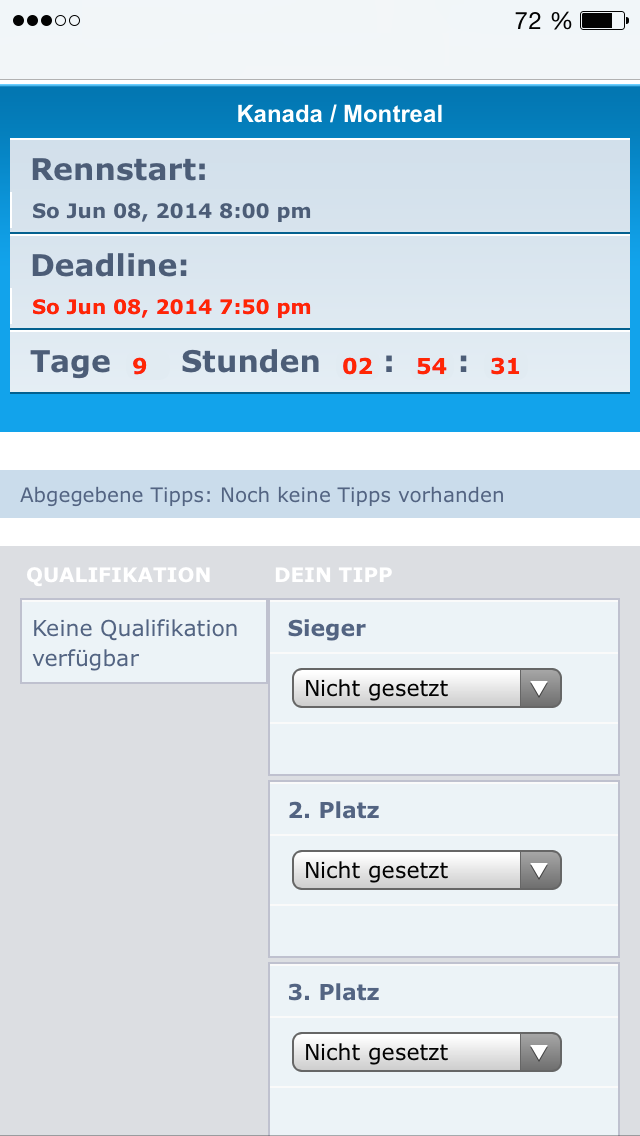 72 %
Kanada / Montreal
Rennstart:
So Jun 08, 2014 8:00 pm
Deadline:
So Jun 08, 2014 7:50 pm
Tage 9 Stunden 02 : 54 : 31
Abgegebene Tipps: Noch keine Tipps vorhanden
QUALIFIKATION DEIN TIPP
Keine Qualifikation
verfügbar
Sieger
Nicht gesetzt
2. Platz
Nicht gesetzt
3. Platz
Nicht gesetzt